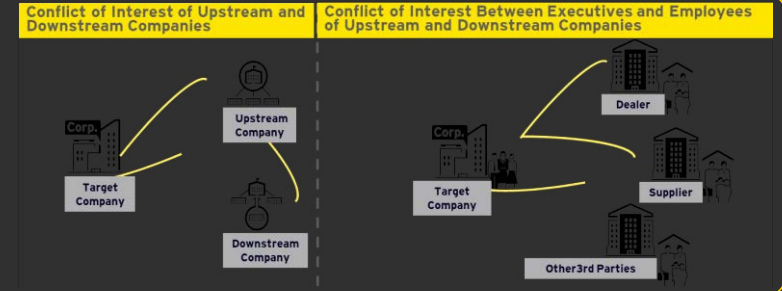 Conflict of Interest of Upstream and
Downstream Companies
Conflict of Interest Between Executives and Employees
of Upstream and Downstream Companies
Corp.
Target
Company
Upstream
Company
Downstream
Company
Corp.
Target
Company
Dealer
Supplier
Other3rd Parties